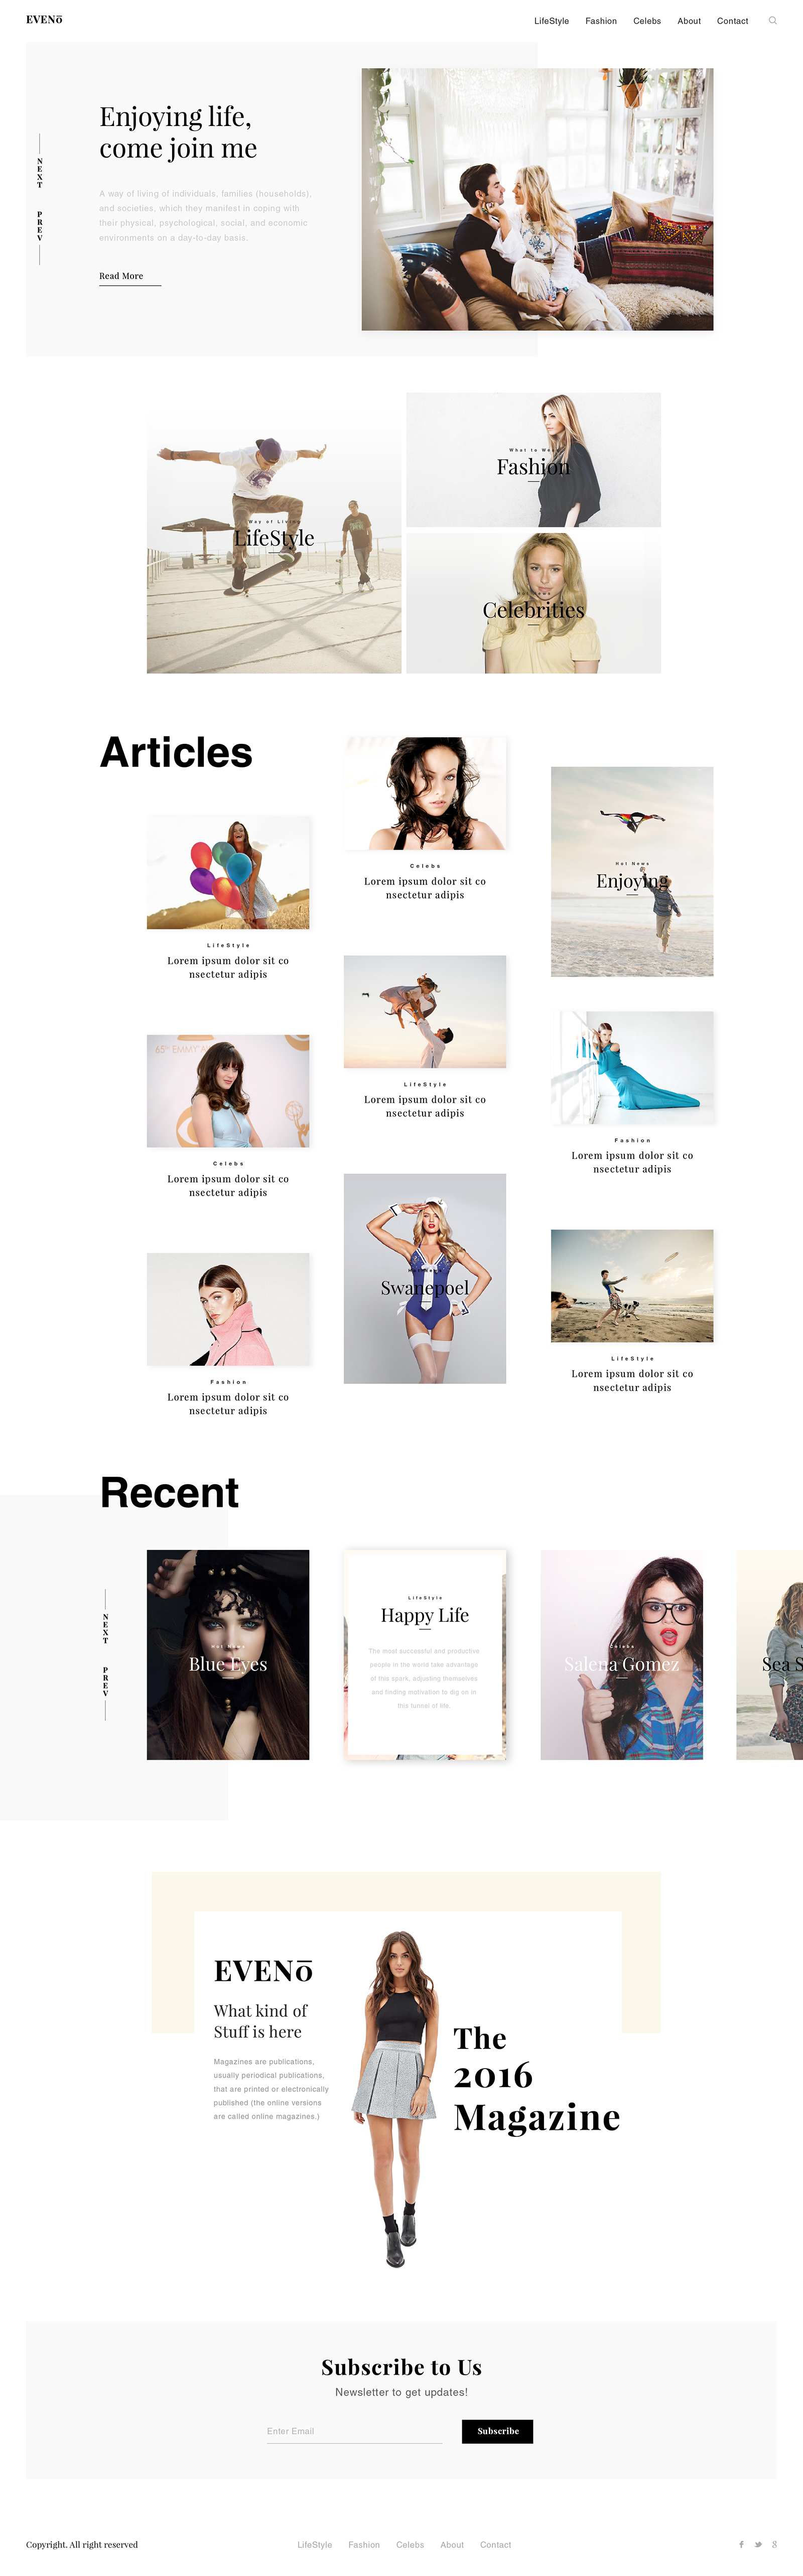 EVENō
LifeStyle Fashion Celebs About Contact
Enjoying life,
come join me
NEXT
PREV
A way of living of individuals, families (households),
and societies, which they manifest in coping with
their physical, psychological, social, and economic
environments on a day-to-day basis.
Read More
Way of Living
LifeStyle
What to Wear
Fashion
Celebrities
Articles
Celebs
Lorem ipsum dolor sit co
nsectetur adipis
Hot News
Enjoying
LifeStyle
Lorem ipsum dolor sit co
nsectetur adipis
65th EMMY
LifeStyle
Lorem ipsum dolor sit co
nsectetur adipis
Fashion
Lorem ipsum dolor sit co
nsectetur adipis
Celebs
Lorem ipsum dolor sit co
nsectetur adipis
Hot News
Swanepoel
LifeStyle
Lorem ipsum dolor sit co
nsectetur adipis
Fashion
Lorem ipsum dolor sit co
nsectetur adipis
Recent
NEXT
PREV
Hot News
Blue Eyes
LifeStyle
Happy Life
The most successful and productive
people in the world take advantage
of this spark, adjusting themselves
and finding motivation to dig on in
this tunnel of life.
Celebs
Salena Gomez
Sea S
EVENō
What kind of
Stuff is here
Magazines are publications,
usually periodical publications,
that are printed or electronically
published (the online versions
are called online magazines.)
The
2016
Magazine
Subscribe to Us
Newsletter to get updates!
Enter Email
Subscribe
Copyright. All right reserved
LifeStyle Fashion Celebs About Contact